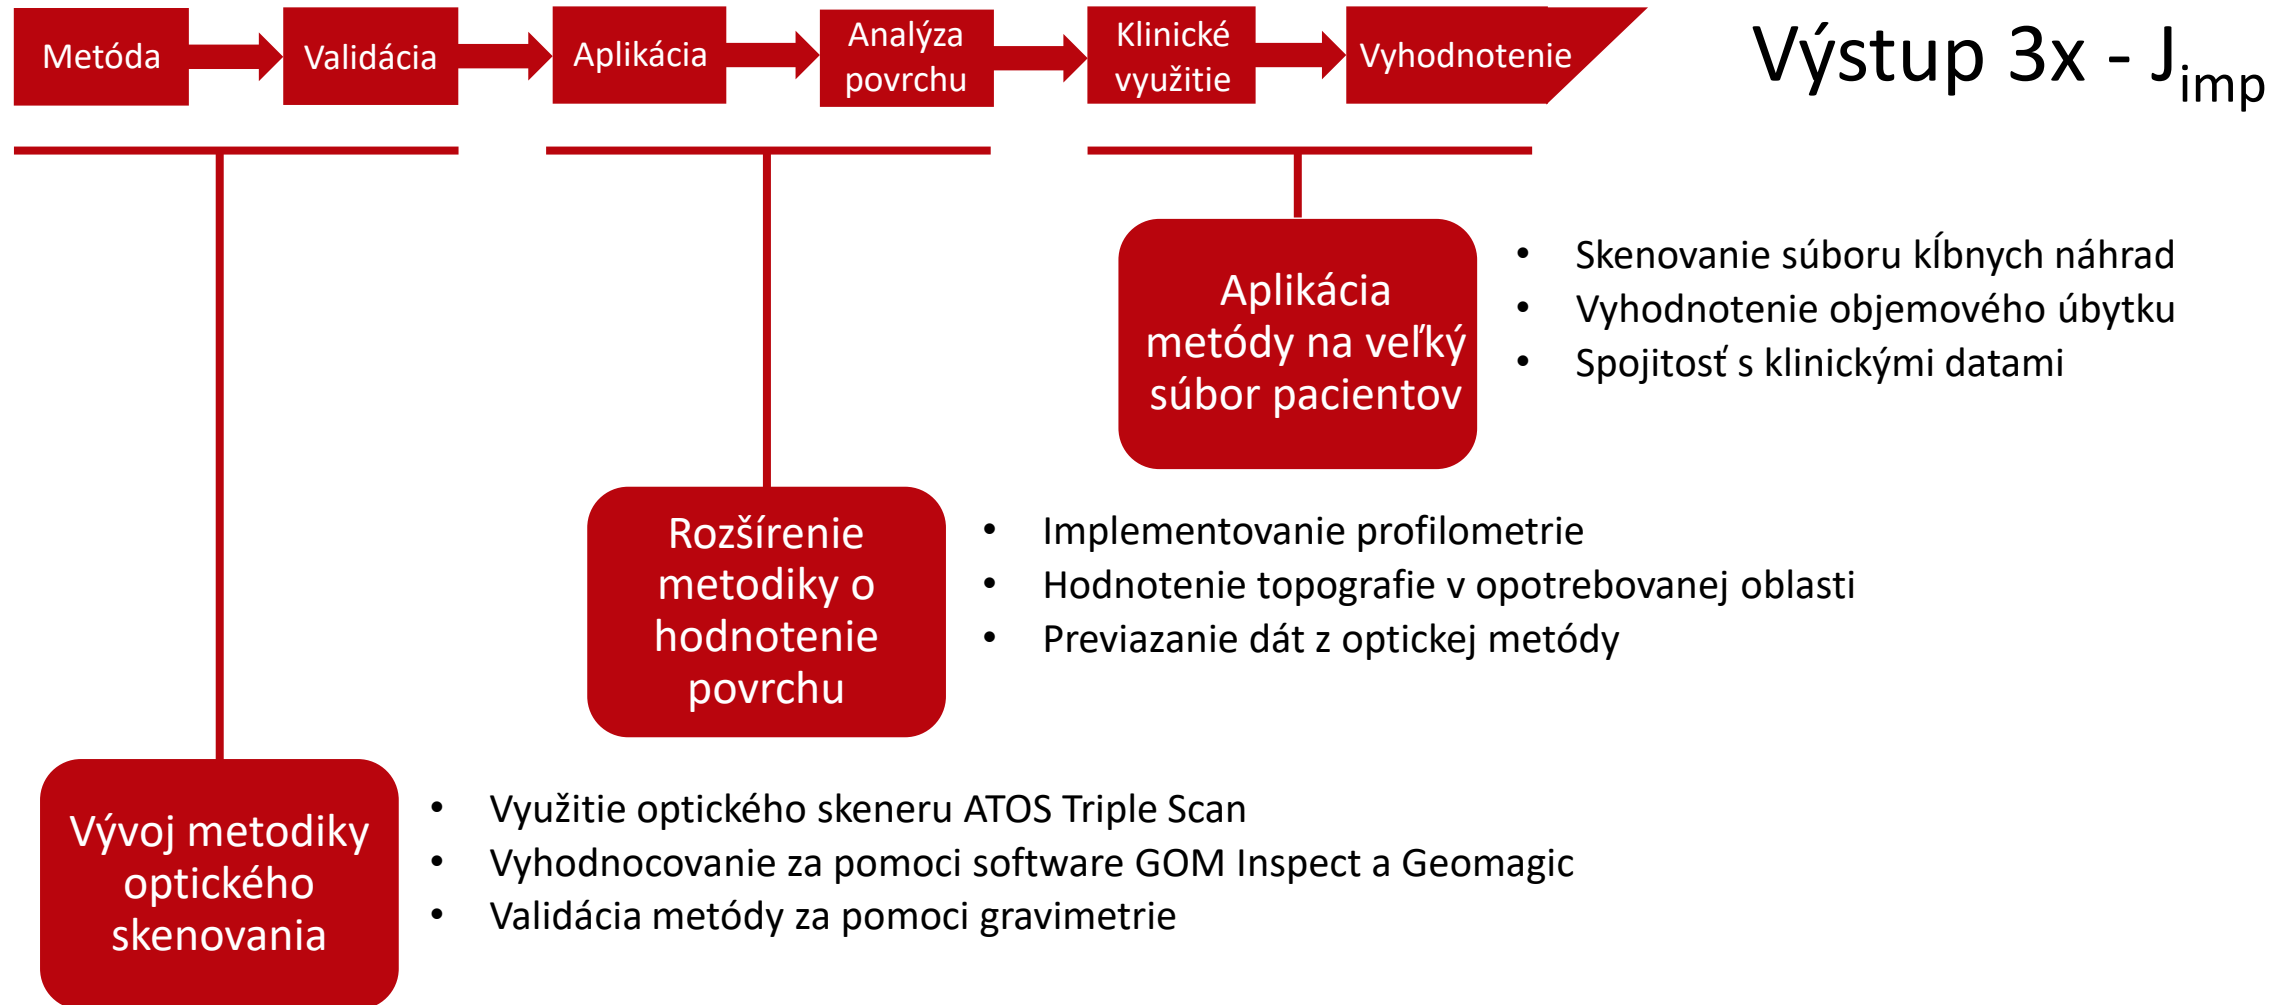 Metóda
Validácia
Aplikácia
Analýza
povrchu
Klinické
využitie
Vyhodnotenie
Výstup 3x - Jimp
Aplikácia
metódy na veľký
súbor pacientov
• Skenovanie súboru kĺbnych náhrad
• Vyhodnotenie objemového úbytku
• Spojitosť s klinickými datami
Rozšírenie
metodiky o
hodnotenie
povrchu
• Implementovanie profilometrie
• Hodnotenie topografie v opotrebovanej oblasti
• Previazanie dát z optickej metódy
Vývoj metodiky
optického
skenovania
• Využitie optického skeneru ATOS Triple Scan
• Vyhodnocovanie za pomoci software GOM Inspect a Geomagic
• Validácia metódy za pomoci gravimetrie